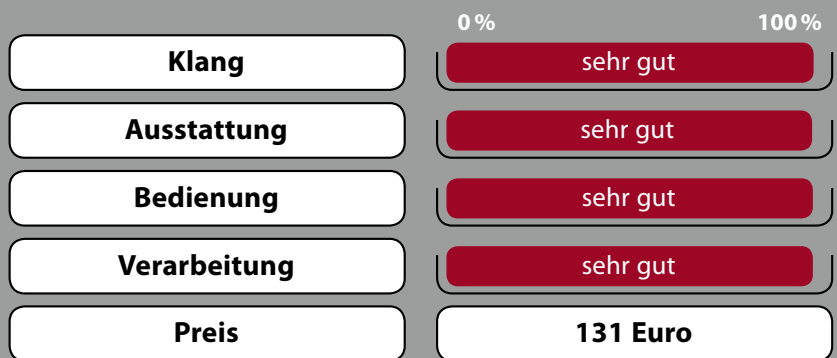 0 % 100 %
Klang sehr gut
Ausstattung sehr gut
Bedienung sehr gut
Verarbeitung sehr gut
Preis 131 Euro